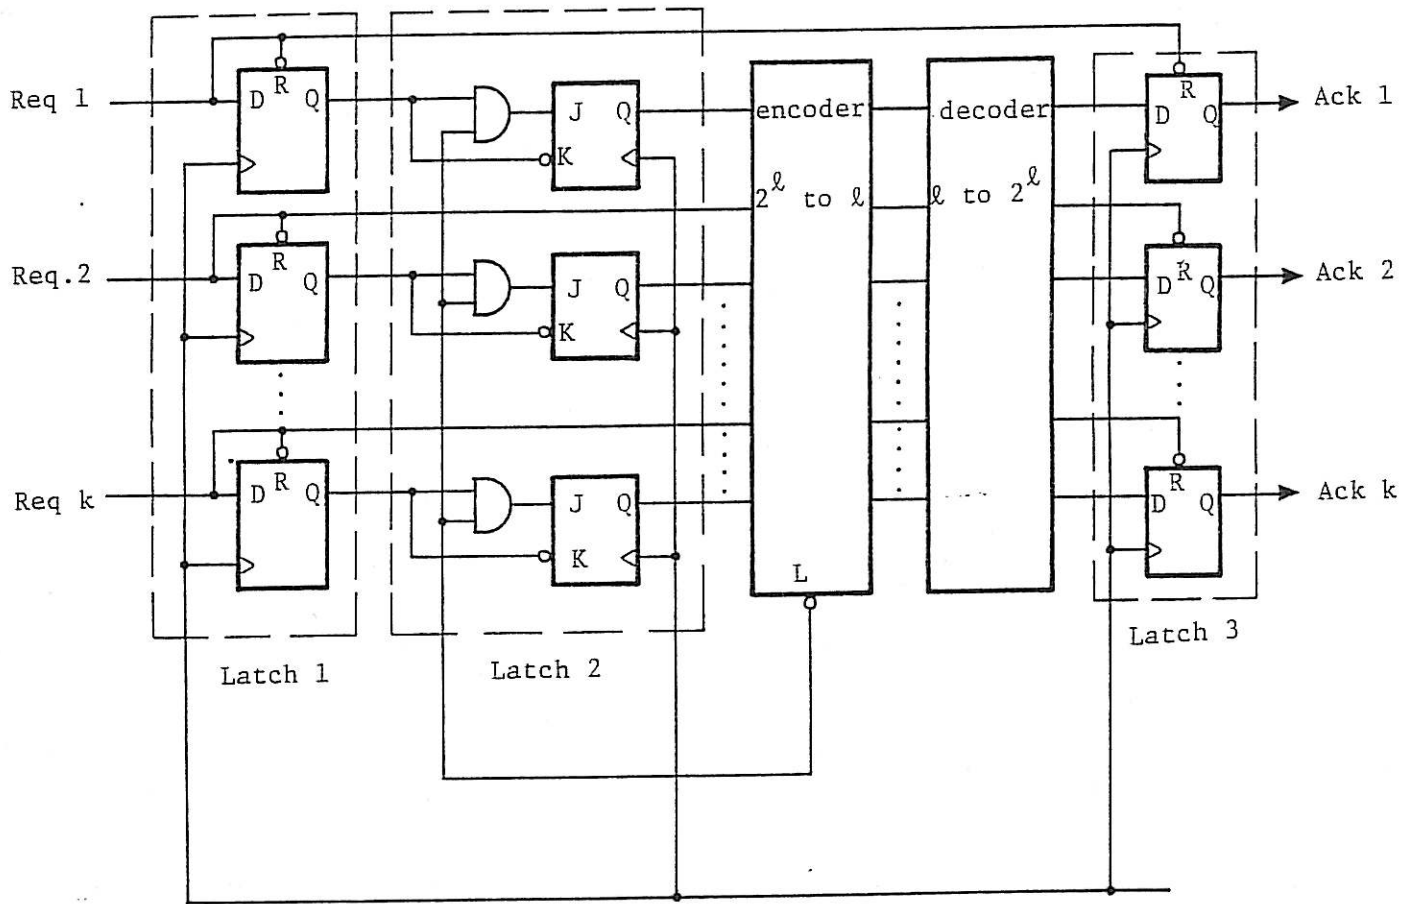 Req 1
D R Q
J Q
K
encoder
decoder
D R Q
Ack 1
2^ℓ to ℓ
ℓ to 2^ℓ
Req.2
D R Q
J Q
K
D R Q
Ack 2
Req k
D R Q
J Q
K
L
D R Q
Ack k
Latch 1
Latch 2
Latch 3